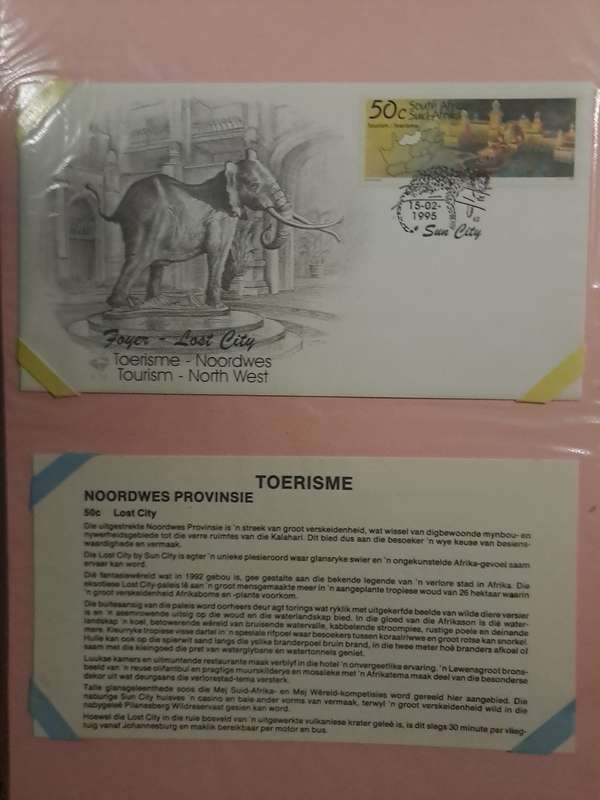 50c South Afri
Suid-Afrika
Tourism / Toerisme
15-02-
1995
Sun City
Foyer - Lost City
Toerisme - Noordwes
Tourism - North West
TOERISME
NOORDWES PROVINSIE
50c Lost City
Die uitgestrekte Noordwes Provinsie is 'n streek van groot verskeidenheid, wat wissel van digbewoonde mynbou- en
nywerheidsgebiede tot die verre ruimtes van die Kalahari. Dit bied dus aan die besoeker 'n wye keuse van besiens-
waardighede en vermaak.
Die Lost City by Sun City is egter 'n unieke plesieroord waar glansryke swier en 'n ongekunstelde Afrika-gevoel saam
ervaar kan word.
Dié fantasiewêreld wat in 1992 gebou is, gee gestalte aan die bekende legende van 'n verlore stad in Afrika. Die
eksotiese Lost City-paleis lê aan 'n groot mensgemaakte meer in 'n aangeplante tropiese woud van 26 hektaar waarin
'n groot verskeidenheid Afrikabome en -plante voorkom.
Die buiteaansig van die paleis word oorheers deur agt torings wat ryklik met uitgekerfde beelde van wilde diere versier
is en 'n asemrowende uitsig op die woud en die waterlandskap bied. In die gloed van die Afrikason is dié water-
landskap 'n koel, betowerende wêreld van bruisende watervalle, kabbelende stroompies, rustige poele en deinende
mere. Kleurryke tropiese visse dartel in 'n spesiale rifpoel waar besoekers tussen koraalriwwe en groot rotse kan snorkel.
Hulle kan ook op die spierwit sand langs die yslike branderpoel bruin brand, in die twee meter hoë branders afkoel of
saam met die kleingoed die pret van waterglybane en watertonnels geniet.
Luukse kamers en uitmuntende restaurante maak verblyf in die hotel 'n onvergeetlike ervaring. 'n Lewensgroot brons-
beeld van 'n reuse olifantbul en pragtige muurskilderye en mosaïeke met 'n Afrikatema maak deel van die besonderse
dekor uit wat deurgaans die verlorestad-tema versterk.
Talle glansgeleenthede soos die Mej Suid-Afrika- en Mej Wêreld-kompetisies word gereeld hier aangebied. Die
naburige Sun City huisves 'n casino en baie ander vorms van vermaak, terwyl 'n groot verskeidenheid wild in die
nabygeleë Pilanesberg Wildreservaat gesien kan word.
Hoewel die Lost City in die ruie bosveld van 'n uitgewerkte vulkaniese krater geleë is, is dit slegs 30 minute per vlieg-
tuig vanaf Johannesburg en maklik bereikbaar per motor en bus.